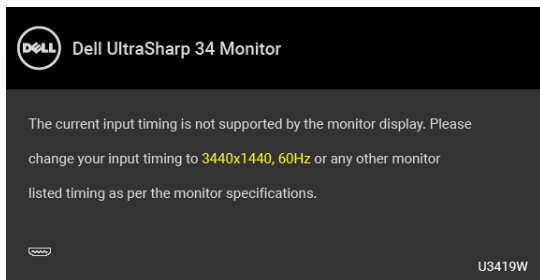 DELL Dell UltraSharp 34 Monitor
The current input timing is not supported by the monitor display. Please
change your input timing to 3440x1440, 60Hz or any other monitor
listed timing as per the monitor specifications.
U3419W